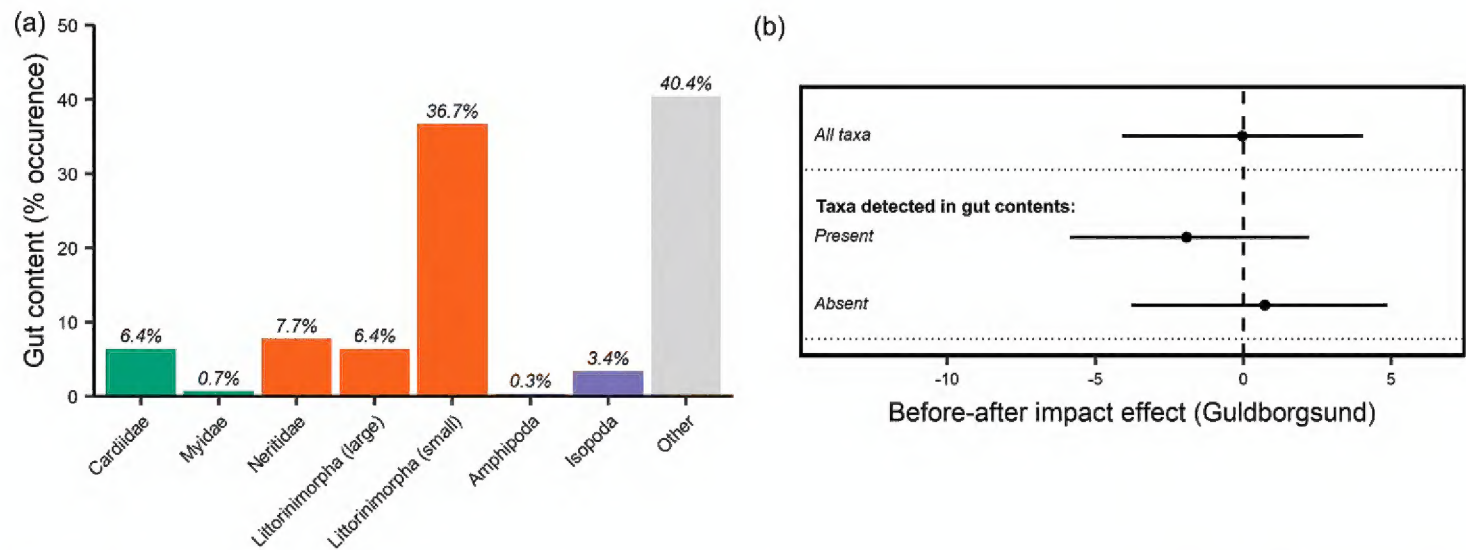 (a)
Gut content (% occurence)
50
40
30
20
10
0
6.4%
0.7%
7.7%
6.4%
36.7%
0.3%
3.4%
40.4%
Cardiidae
Myidae
Neritidae
Littorinimorpha (large)
Littorinimorpha (small)
Amphipoda
Isopoda
Other
(b)
All taxa
Taxa detected in gut contents:
Present
Absent
-10 -5 0 5
Before-after impact effect (Guldborgsund)